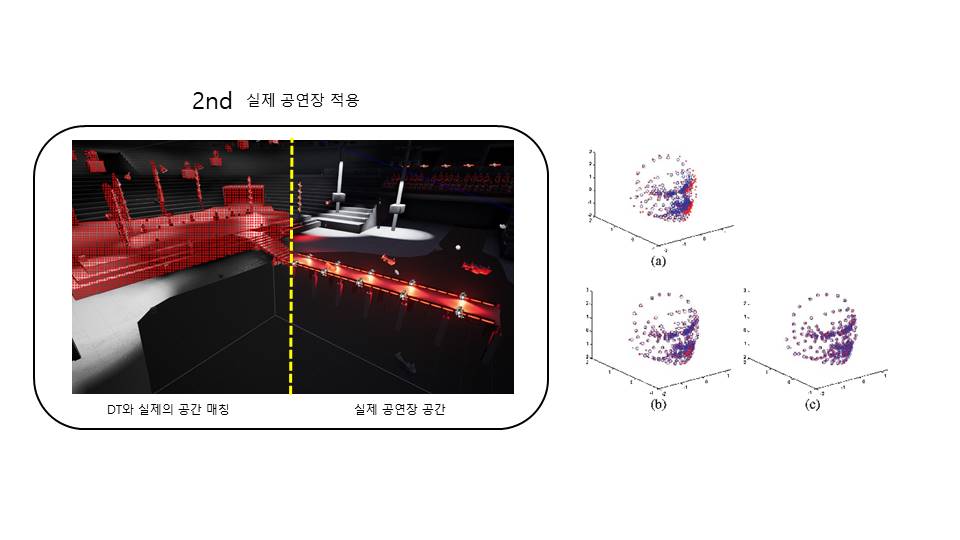 2nd 실제 공연장 적용
DT와 실제의 공간 매칭
실제 공연장 공간
(a)
(b)
(c)